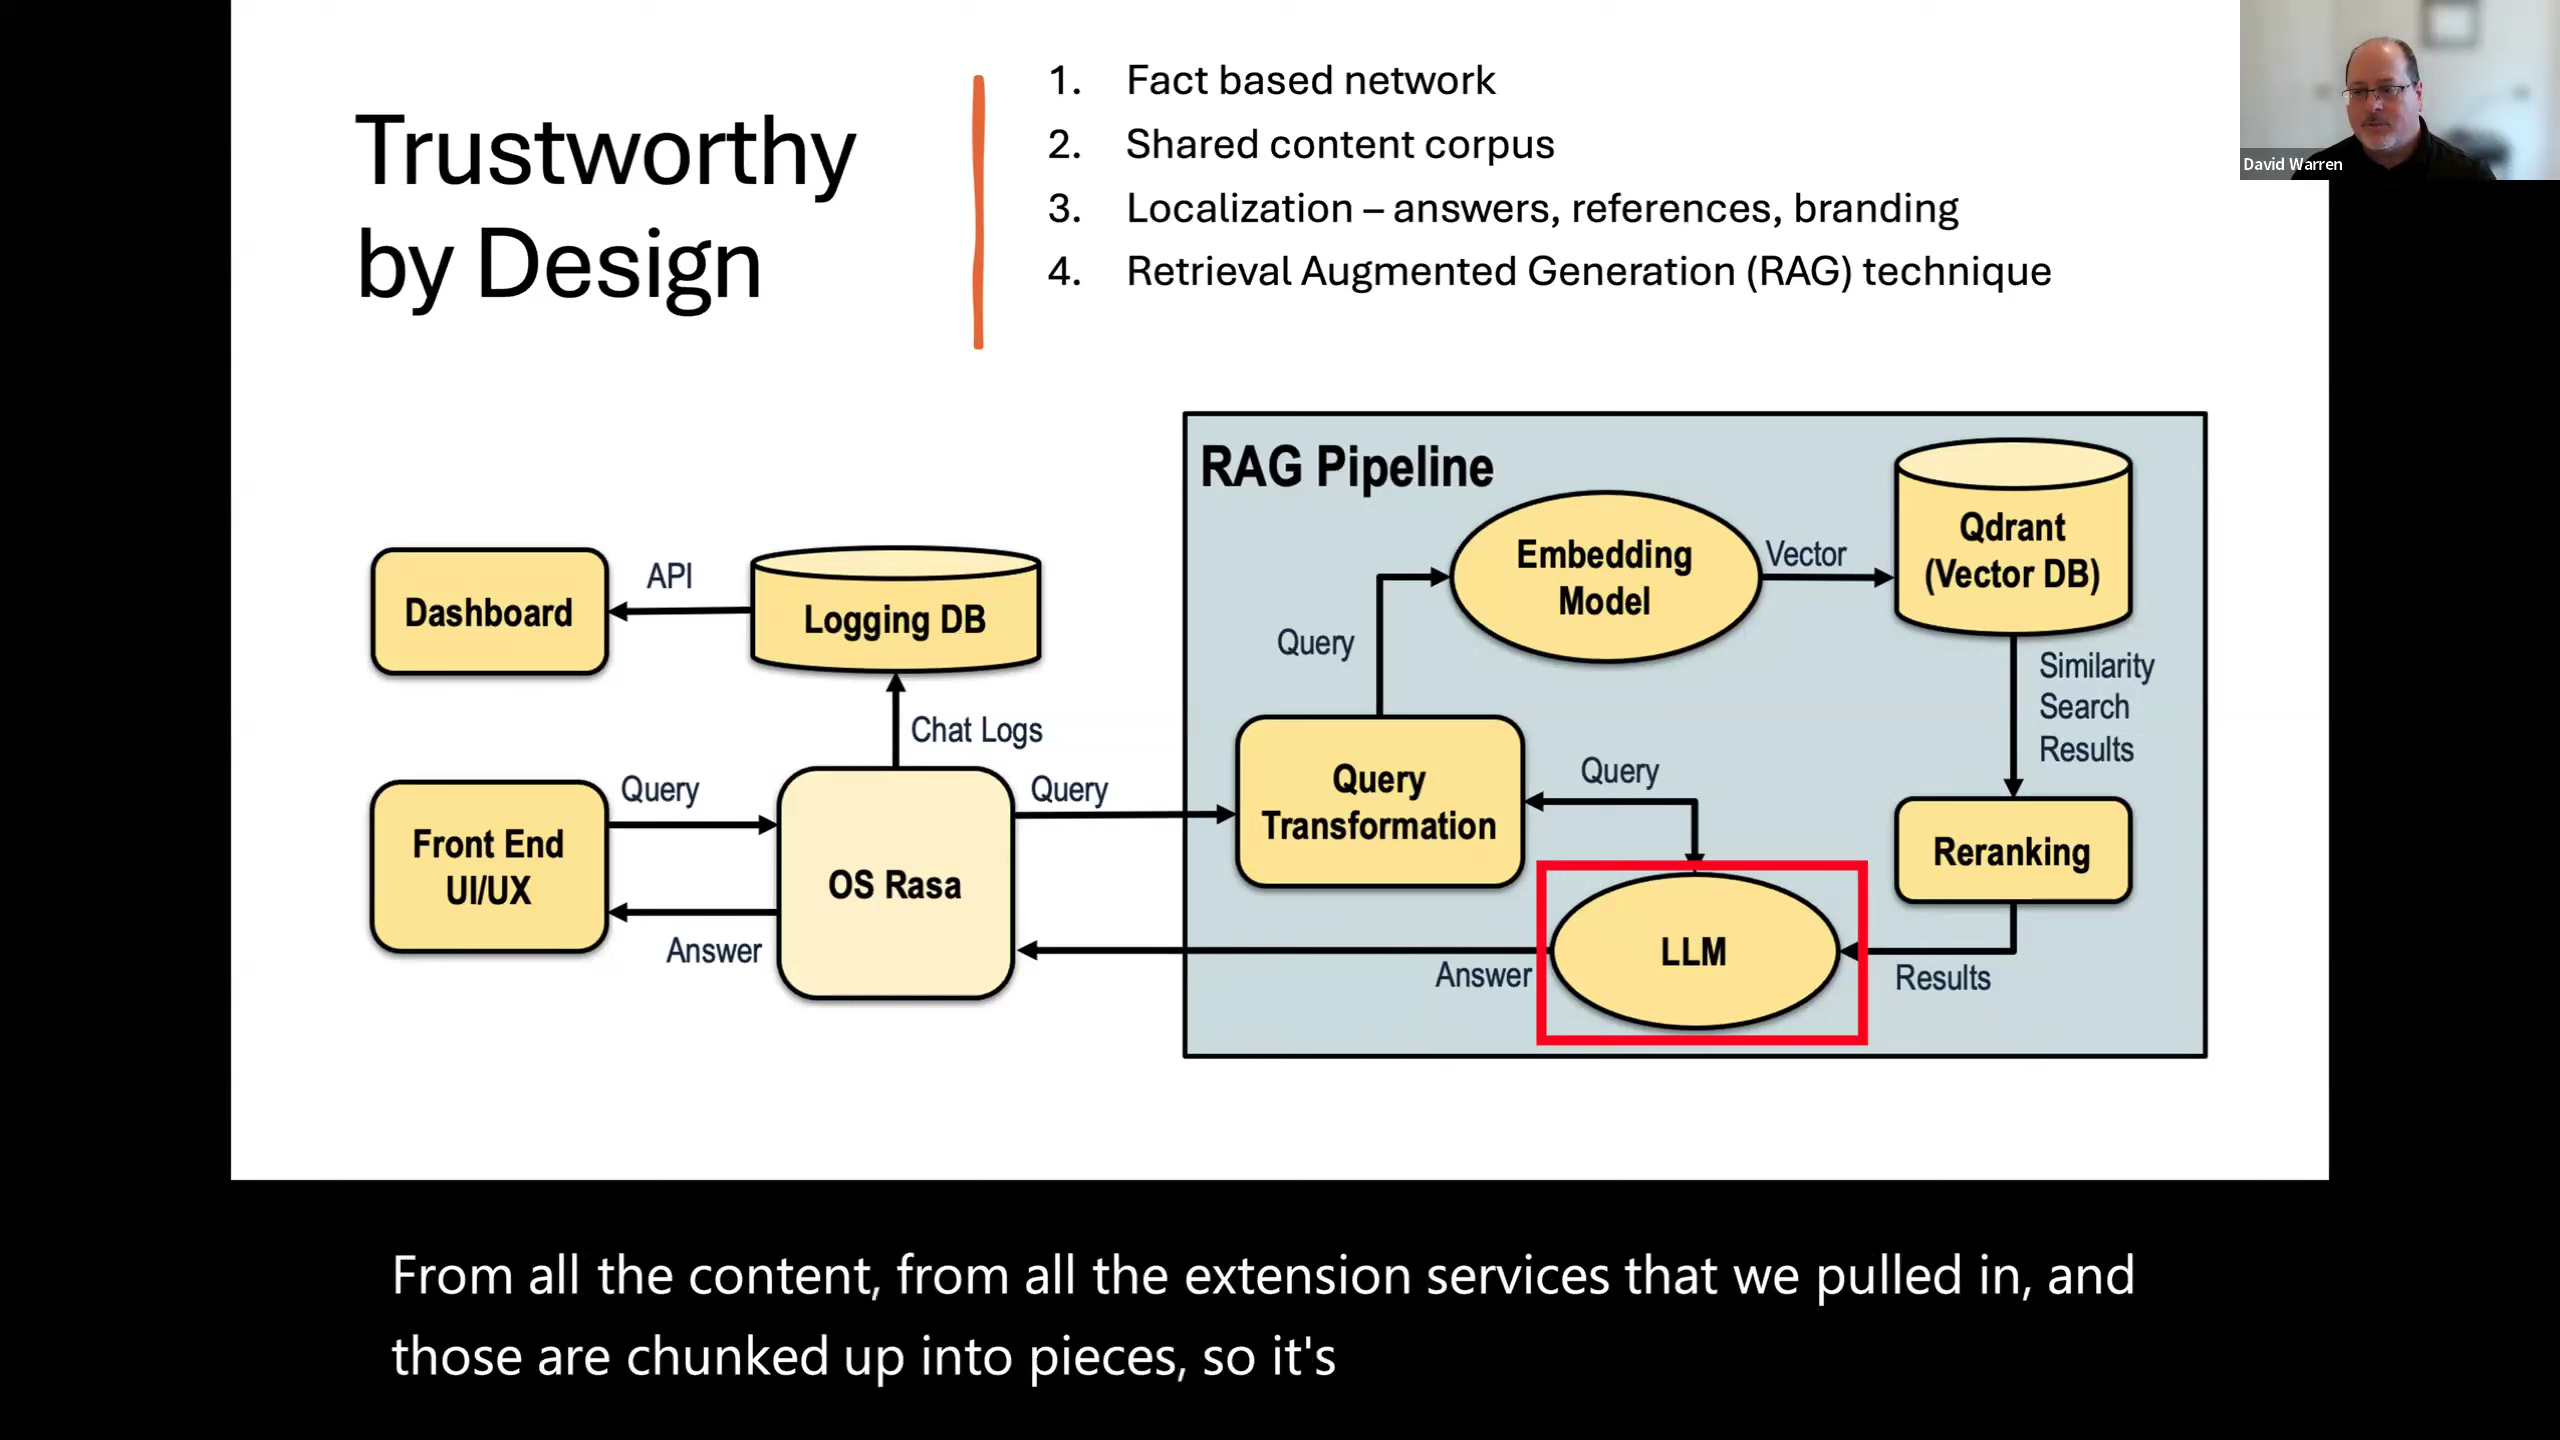 Trustworthy
by Design
1. Fact based network
2. Shared content corpus
3. Localization – answers, references, branding
4. Retrieval Augmented Generation (RAG) technique
David Warren
RAG Pipeline
Embedding
Model
Vector
Qdrant
(Vector DB)
Dashboard
API
Logging DB
Query
Similarity
Search
Results
Chat Logs
Front End
UI/UX
Query
OS Rasa
Query
Query
Transformation
Query
Reranking
Answer
Answer
LLM
Results
From all the content, from all the extension services that we pulled in, and
those are chunked up into pieces, so it's